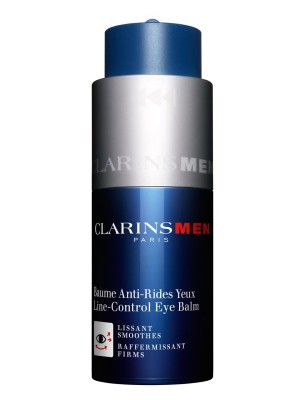 CLARINSMEN
CLARINSMEN
PARIS
Baume Anti-Rides Yeux
Line-Control Eye Balm
LISSANT
SMOOTHES
RAFFERMISSANT
FIRMS